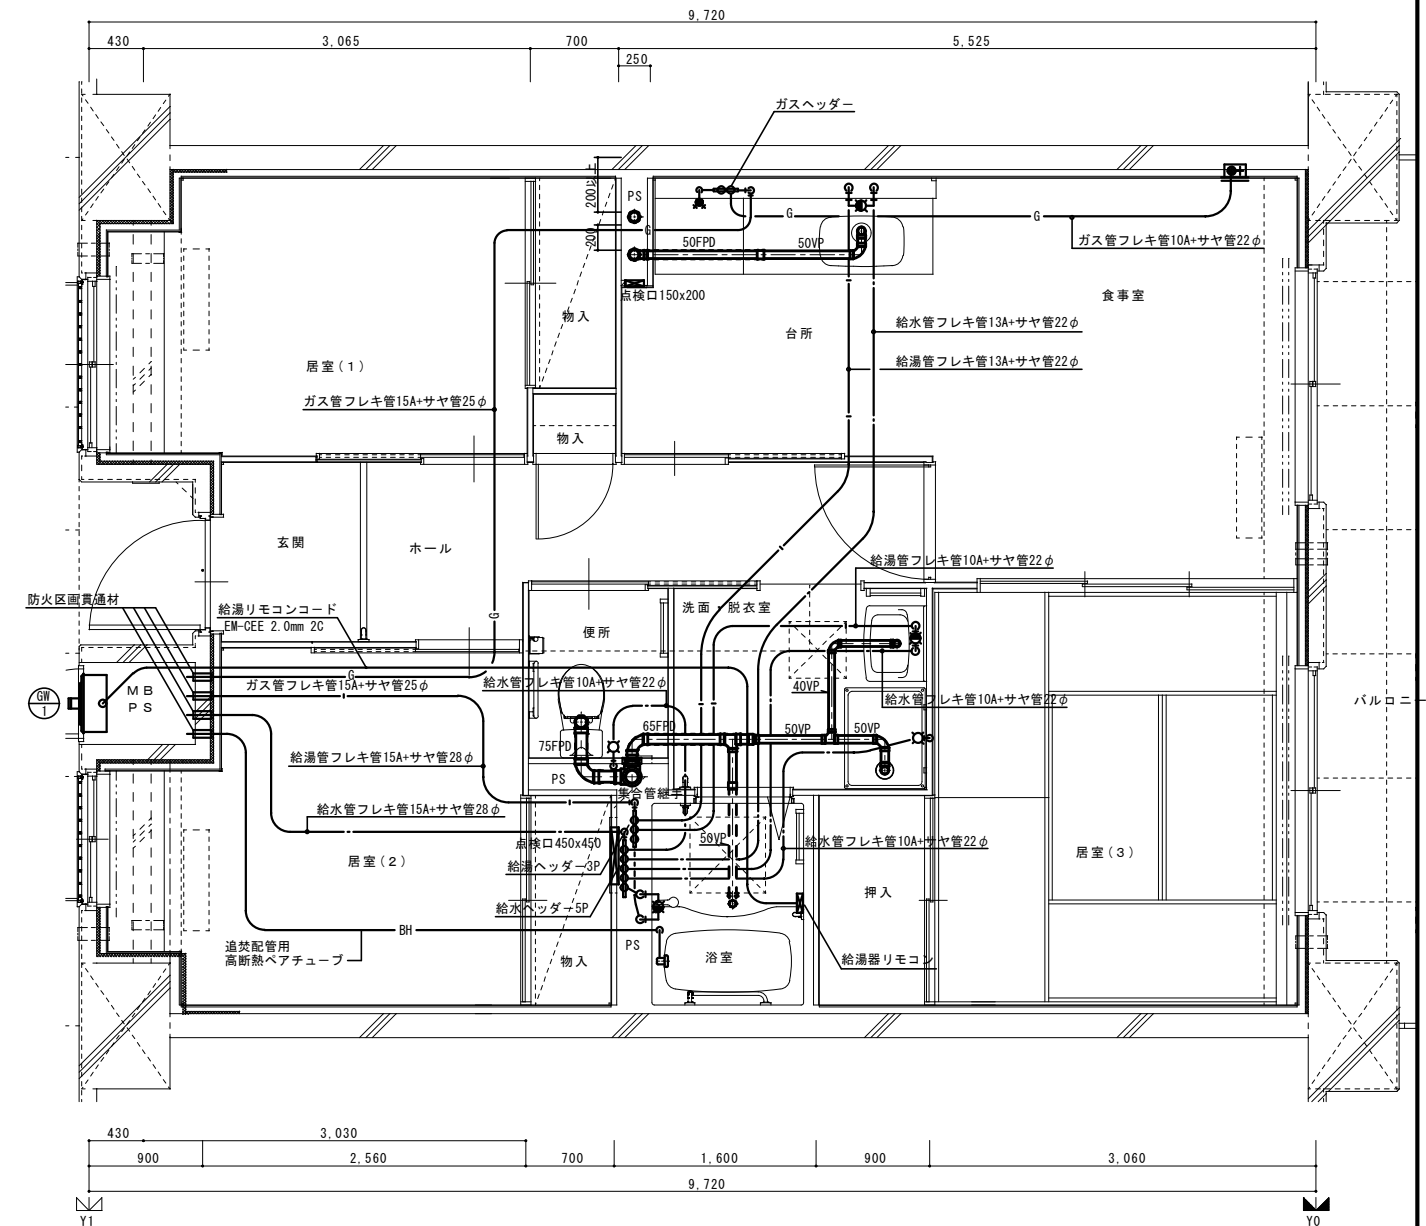 9,720
430
3,065
700
5,525
250
ガスヘッダー
200以上
PS
G
G
G
200
50FPD
50VP
ガス管フレキ管10A+サヤ管22φ
点検口150x200
食事室
物入
台所
給水管フレキ管13A+サヤ管22φ
居室(1)
給湯管フレキ管13A+サヤ管22φ
ガス管フレキ管15A+サヤ管25φ
物入
玄関
ホール
給湯管フレキ管10A+サヤ管22φ
防火区画貫通材
給湯リモコンコード
EM-CEE 2.0mm 2C
G
便所
洗面・脱衣室
G
ガス管フレキ管15A+サヤ管25φ
給水管フレキ管10A+サヤ管22φ
40VP
給水管フレキ管10A+サヤ管22φ
GW
1
MB
PS
バルコニー
65FPD
50VP
50VP
75FPD
給湯管フレキ管15A+サヤ管28φ
PS
集合管継手
給水管フレキ管15A+サヤ管28φ
点検口450x450
50VP
給水管フレキ管10A+サヤ管22φ
居室(2)
給湯ヘッダー3P
居室(3)
押入
給水ヘッダー5P
BH
追焚配管用
高断熱ペアチューブ
物入
PS
浴室
給湯器リモコン
430
3,030
900
2,560
700
1,600
900
3,060
9,720
Y1
Y0